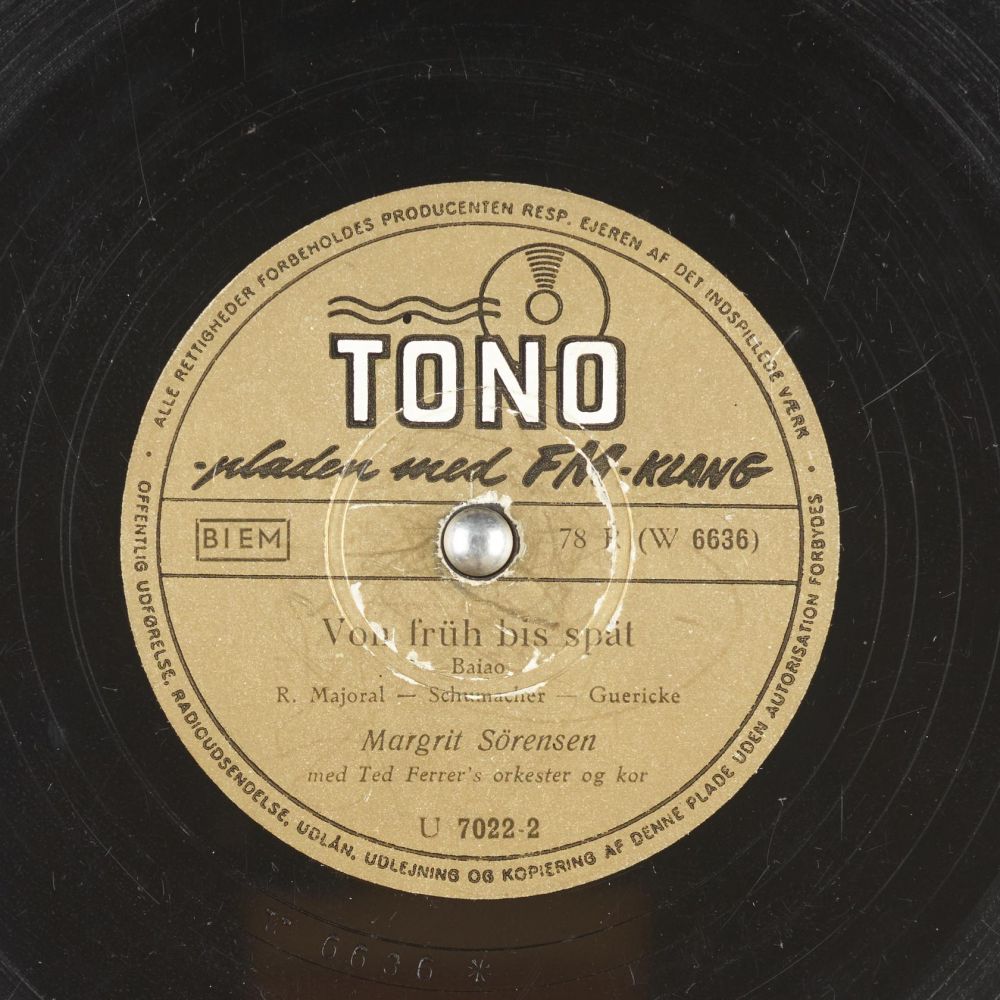 ALLE RETTIGHEDER FORBEHOLDES PRODUCENTEN RESP. EJEREN AF DET INDSPILLEDE VÆRK
TONO
-pladen med FNS-KLANG
BIEM
78 R (W 6636)
Von früh bis spät
Baiao
R. Majoral — Schumacher — Guericke
Margrit Sörensen
med Ted Ferrer's orkester og kor
U 7022-2
OFFENTLIG UDFØRELSE, RADIOUDSENDELSE, UDLÅN, UDLEJNING OG KOPIERING AF DENNE PLADE UDEN AUTORISATION FORBYDES
W 6636 *